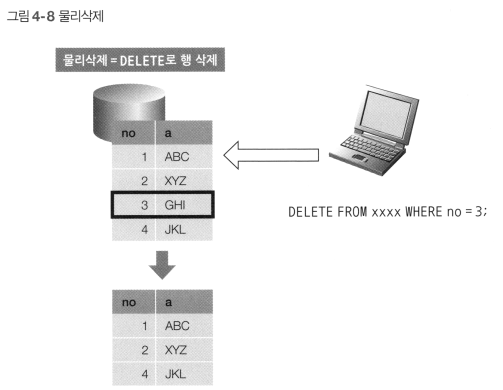 그림 4-8 물리삭제
물리삭제 = DELETE로 행 삭제
no a
1 ABC
2 XYZ
3 GHI
4 JKL
DELETE FROM xxxx WHERE no = 3;
no a
1 ABC
2 XYZ
4 JKL